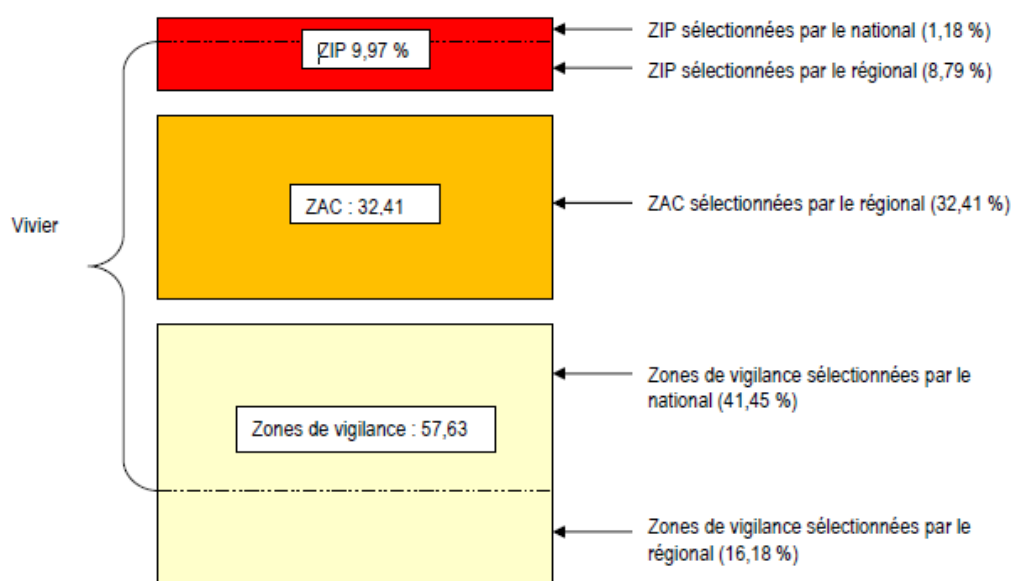 ZIP sélectionnées par le national (1,18 %)
ZIP 9,97 %
ZIP sélectionnées par le régional (8,79 %)
ZAC : 32,41
ZAC sélectionnées par le régional (32,41 %)
Vivier
Zones de vigilance sélectionnées par le
national (41,45 %)
Zones de vigilance : 57,63
Zones de vigilance sélectionnées par le
régional (16,18 %)